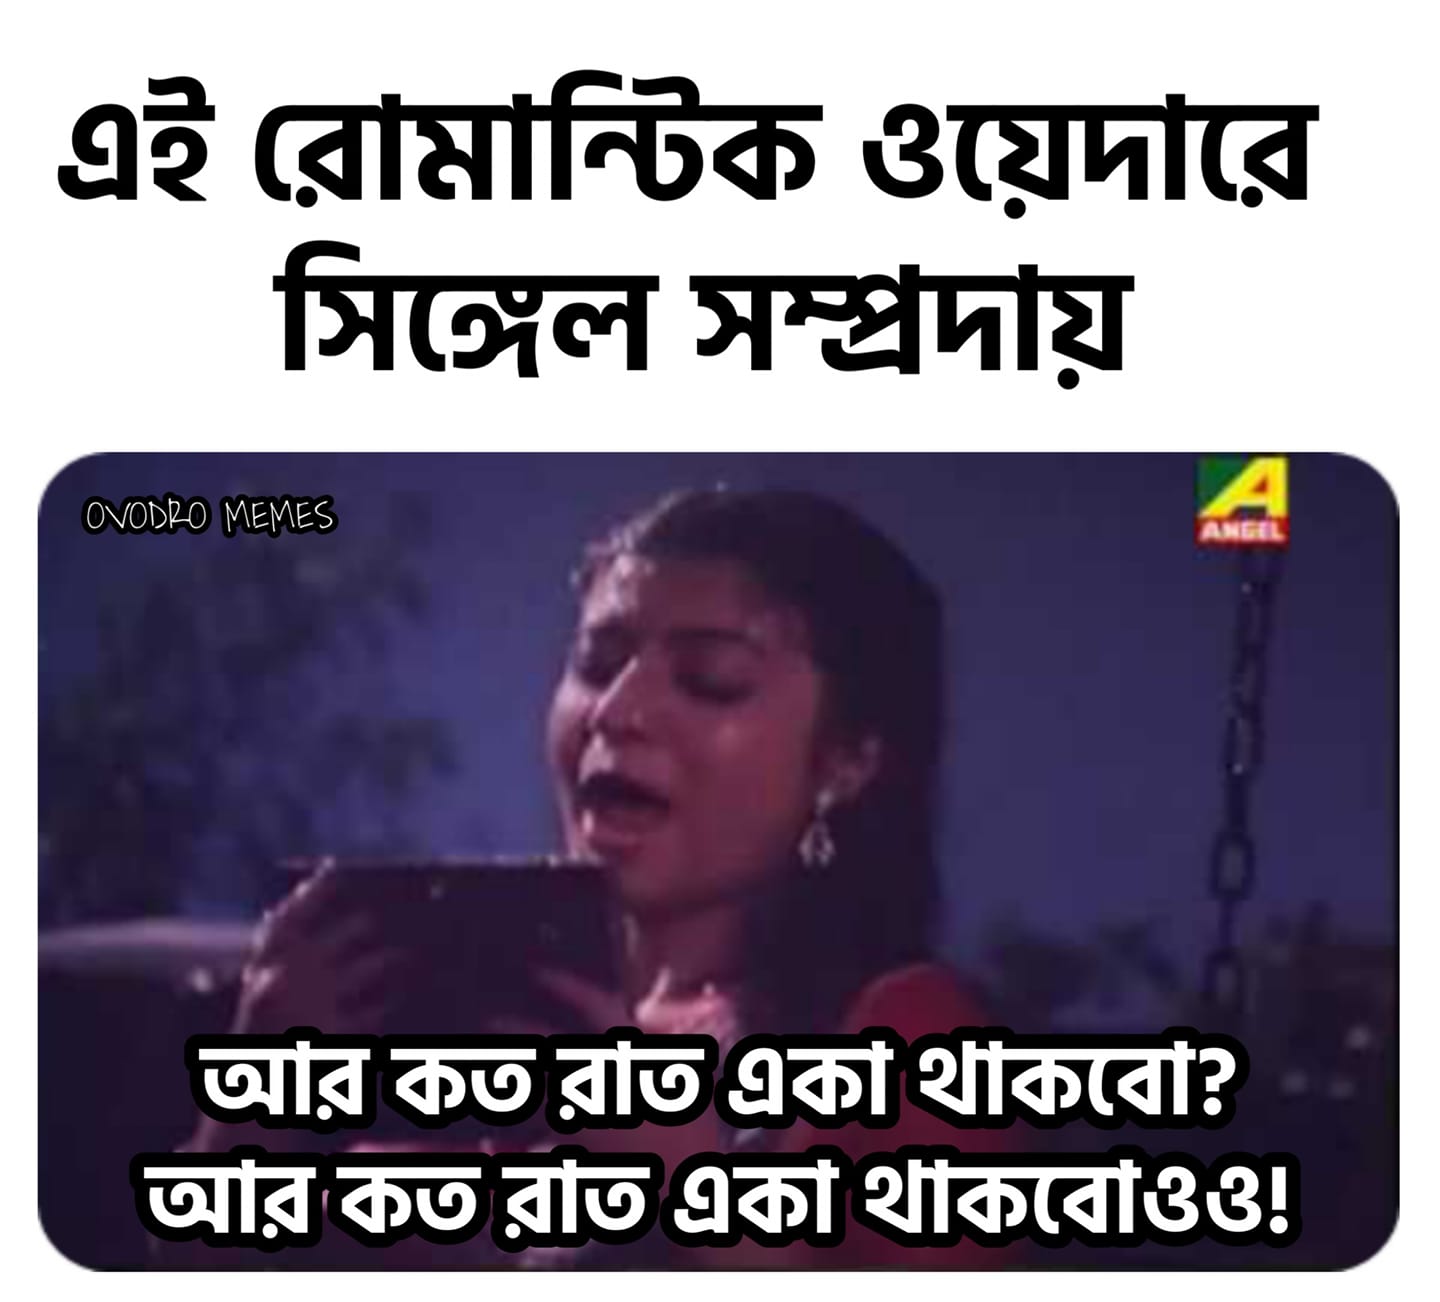 এই রোমান্টিক ওয়েদারে
সিঙ্গেল সম্প্রদায়
OVODRO MEMES
A
ANGEL
আর কত রাত একা থাকবো?
আর কত রাত একা থাকবোওও!